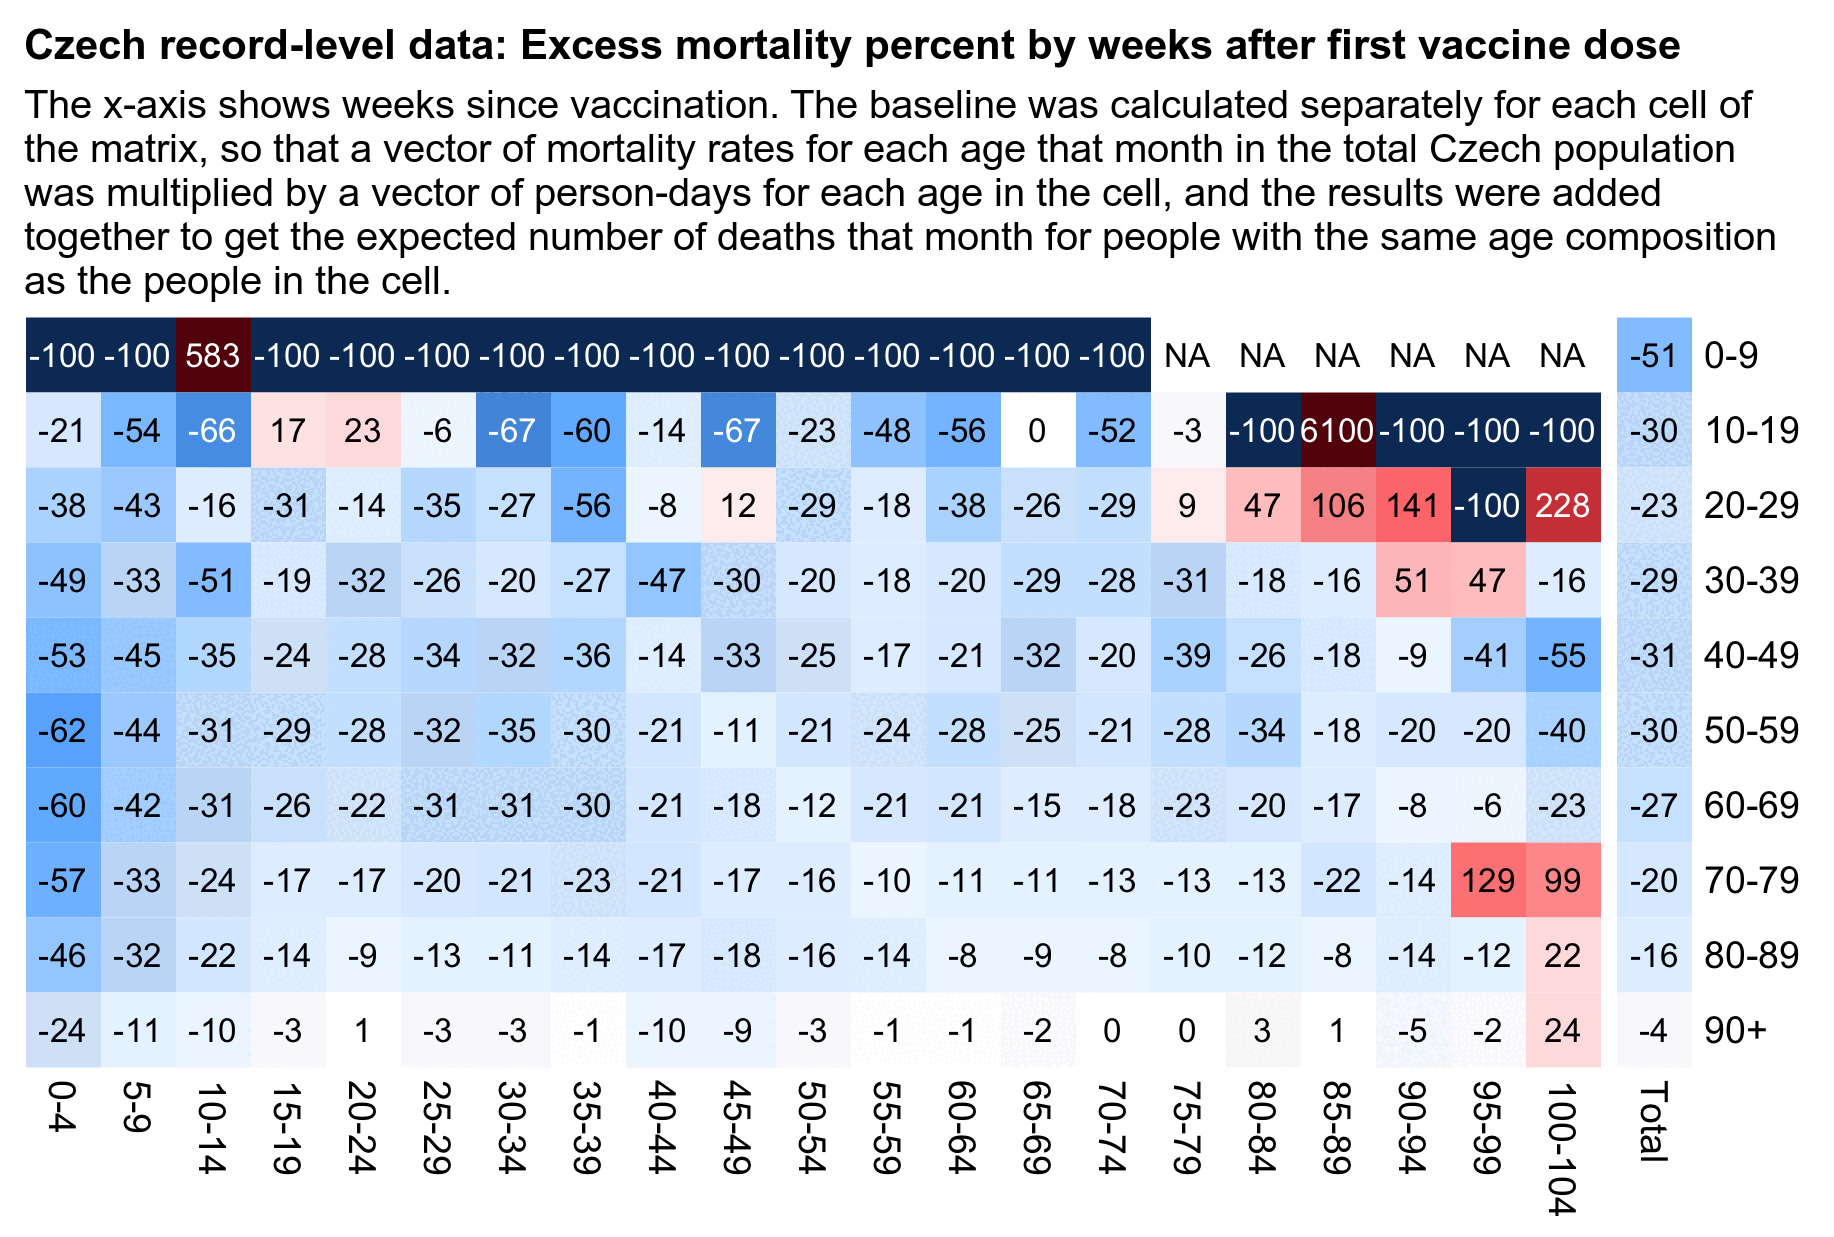 Czech record-level data: Excess mortality percent by weeks after first vaccine dose
The x-axis shows weeks since vaccination. The baseline was calculated separately for each cell of
the matrix, so that a vector of mortality rates for each age that month in the total Czech population
was multiplied by a vector of person-days for each age in the cell, and the results were added
together to get the expected number of deaths that month for people with the same age composition
as the people in the cell.
-100 -100 583 -100 -100 -100 -100 -100 -100 -100 -100 -100 -100 -100 -100 NA NA NA NA NA NA -51 0-9
-21 -54 -66 17 23 -6 -67 -60 -14 -67 -23 -48 -56 0 -52 -3 -100 6100 -100 -100 -100 -30 10-19
-38 -43 -16 -31 -14 -35 -27 -56 -8 12 -29 -18 -38 -26 -29 9 47 106 141 -100 228 -23 20-29
-49 -33 -51 -19 -32 -26 -20 -27 -47 -30 -20 -18 -20 -29 -28 -31 -18 -16 51 47 -16 -29 30-39
-53 -45 -35 -24 -28 -34 -32 -36 -14 -33 -25 -17 -21 -32 -20 -39 -26 -18 -9 -41 -55 -31 40-49
-62 -44 -31 -29 -28 -32 -35 -30 -21 -11 -21 -24 -28 -25 -21 -28 -34 -18 -20 -20 -40 -30 50-59
-60 -42 -31 -26 -22 -31 -31 -30 -21 -18 -12 -21 -21 -15 -18 -23 -20 -17 -8 -6 -23 -27 60-69
-57 -33 -24 -17 -17 -20 -21 -23 -21 -17 -16 -10 -11 -11 -13 -13 -13 -22 -14 129 99 -20 70-79
-46 -32 -22 -14 -9 -13 -11 -14 -17 -18 -16 -14 -8 -9 -8 -10 -12 -8 -14 -12 22 -16 80-89
-24 -11 -10 -3 1 -3 -3 -1 -10 -9 -3 -1 -1 -2 0 0 3 1 -5 -2 24 -4 90+
0-4 5-9 10-14 15-19 20-24 25-29 30-34 35-39 40-44 45-49 50-54 55-59 60-64 65-69 70-74 75-79 80-84 85-89 90-94 95-99 100-104 Total